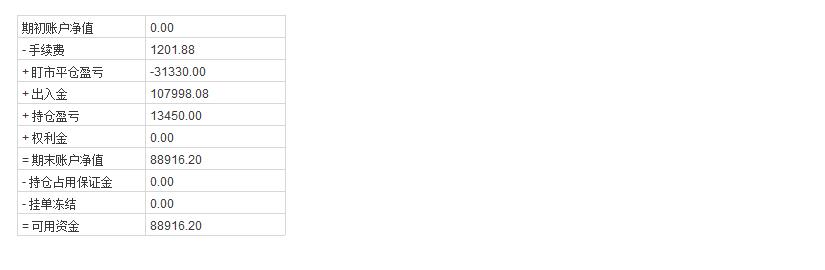 期初账户净值 0.00
- 手续费 1201.88
+ 盯市平仓盈亏 -31330.00
+ 出入金 107998.08
+ 持仓盈亏 13450.00
+ 权利金 0.00
= 期末账户净值 88916.20
- 持仓占用保证金 0.00
- 挂单冻结 0.00
= 可用资金 88916.20